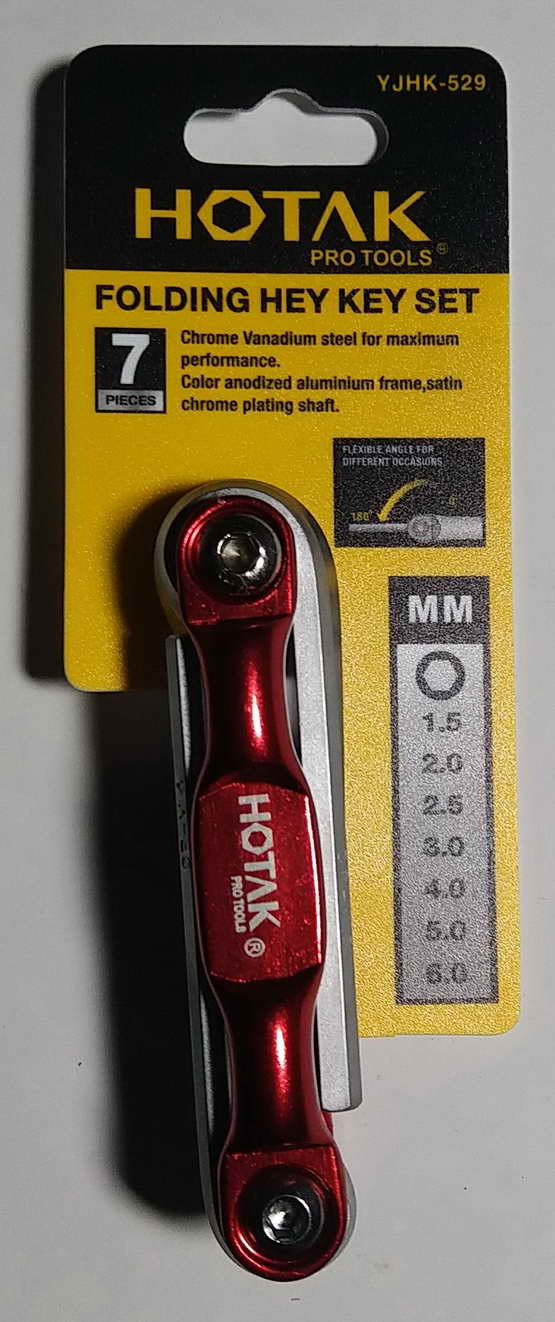 YJHK-529
HOTAK
PRO TOOLS®
FOLDING HEY KEY SET
7
PIECES
Chrome Vanadium steel for maximum
performance.
Color anodized aluminium frame,satin
chrome plating shaft.
FLEXIBLE ANGLE FOR
DIFFERENT OCCASIONS
180°
0°
MM
1.5
2.0
2.5
3.0
4.0
5.0
6.0
HOTAK
PRO TOOLS ®